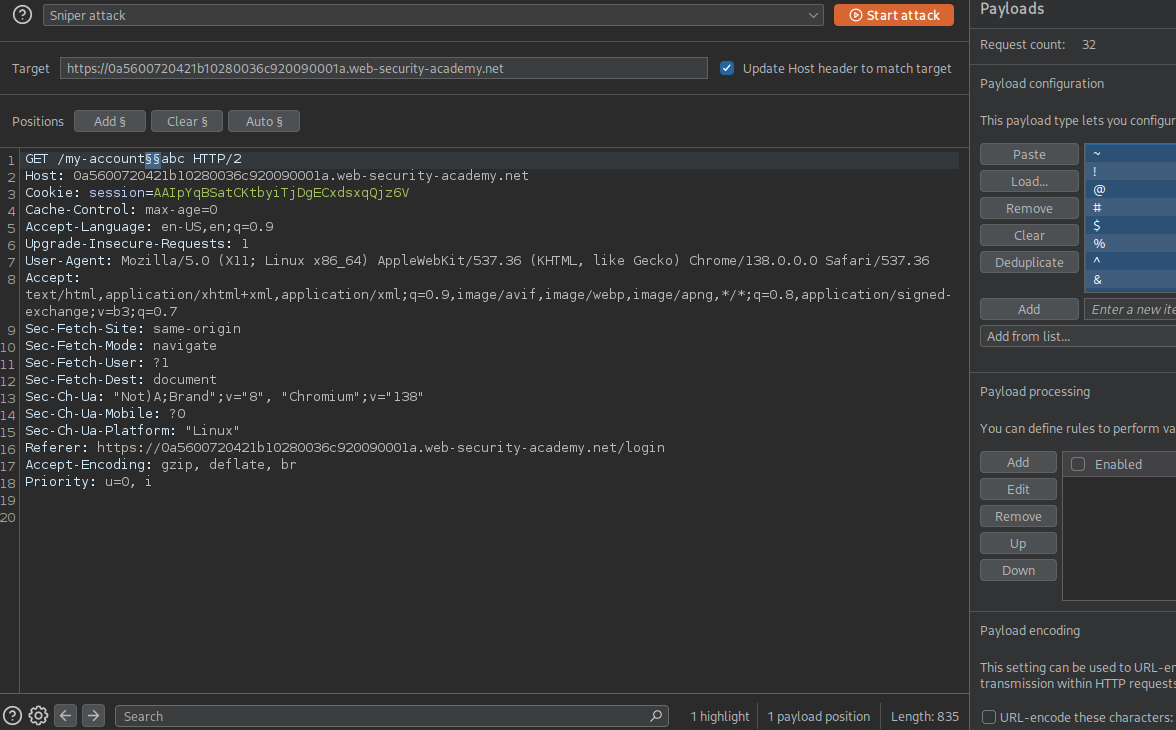 Sniper attack
Start attack
Target
https://0a5600720421b10280036c920090001a.web-security-academy.net
Update Host header to match target
Positions
Add §
Clear §
Auto §
1 GET /my-account§§abc HTTP/2
2 Host: 0a5600720421b10280036c920090001a.web-security-academy.net
3 Cookie: session=AAIpYqBSatCKtbyiTjDgECxdsxqQjz6V
4 Cache-Control: max-age=0
5 Accept-Language: en-US,en;q=0.9
6 Upgrade-Insecure-Requests: 1
7 User-Agent: Mozilla/5.0 (X11; Linux x86_64) AppleWebKit/537.36 (KHTML, like Gecko) Chrome/138.0.0.0 Safari/537.36
8 Accept:
text/html,application/xhtml+xml,application/xml;q=0.9,image/avif,image/webp,image/apng,*/*;q=0.8,application/signed-
exchange;v=b3;q=0.7
9 Sec-Fetch-Site: same-origin
10 Sec-Fetch-Mode: navigate
11 Sec-Fetch-User: ?1
12 Sec-Fetch-Dest: document
13 Sec-Ch-Ua: "Not)A;Brand";v="8", "Chromium";v="138"
14 Sec-Ch-Ua-Mobile: ?0
15 Sec-Ch-Ua-Platform: "Linux"
16 Referer: https://0a5600720421b10280036c920090001a.web-security-academy.net/login
17 Accept-Encoding: gzip, deflate, br
18 Priority: u=0, i
19
20
Search
1 highlight
1 payload position
Length: 835
Payloads
Request count: 32
Payload configuration
This payload type lets you configur
Paste
Load...
Remove
Clear
Deduplicate
~
!
@
#
$
%
^
&
Add
Enter a new ite
Add from list...
Payload processing
You can define rules to perform va
Add
Edit
Remove
Up
Down
Enabled
Payload encoding
This setting can be used to URL-en
transmission within HTTP requests
URL-encode these characters: